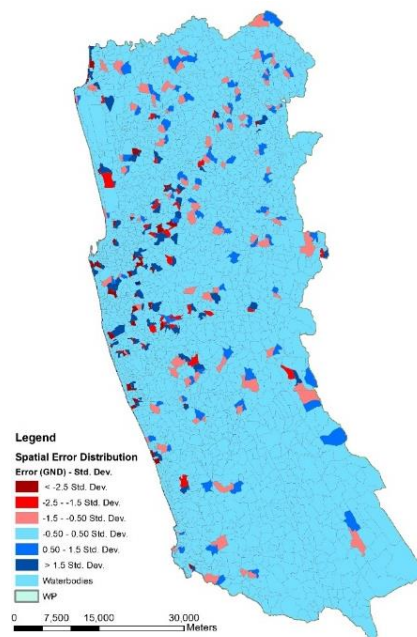 Legend
Spatial Error Distribution
Error (GND) - Std. Dev.
< -2.5 Std. Dev.
-2.5 - -1.5 Std. Dev.
-1.5 - -0.50 Std. Dev.
-0.50 - 0.50 Std. Dev.
0.50 - 1.5 Std. Dev.
> 1.5 Std. Dev.
Waterbodies
WP
0 7,500 15,000 30,000
Meters